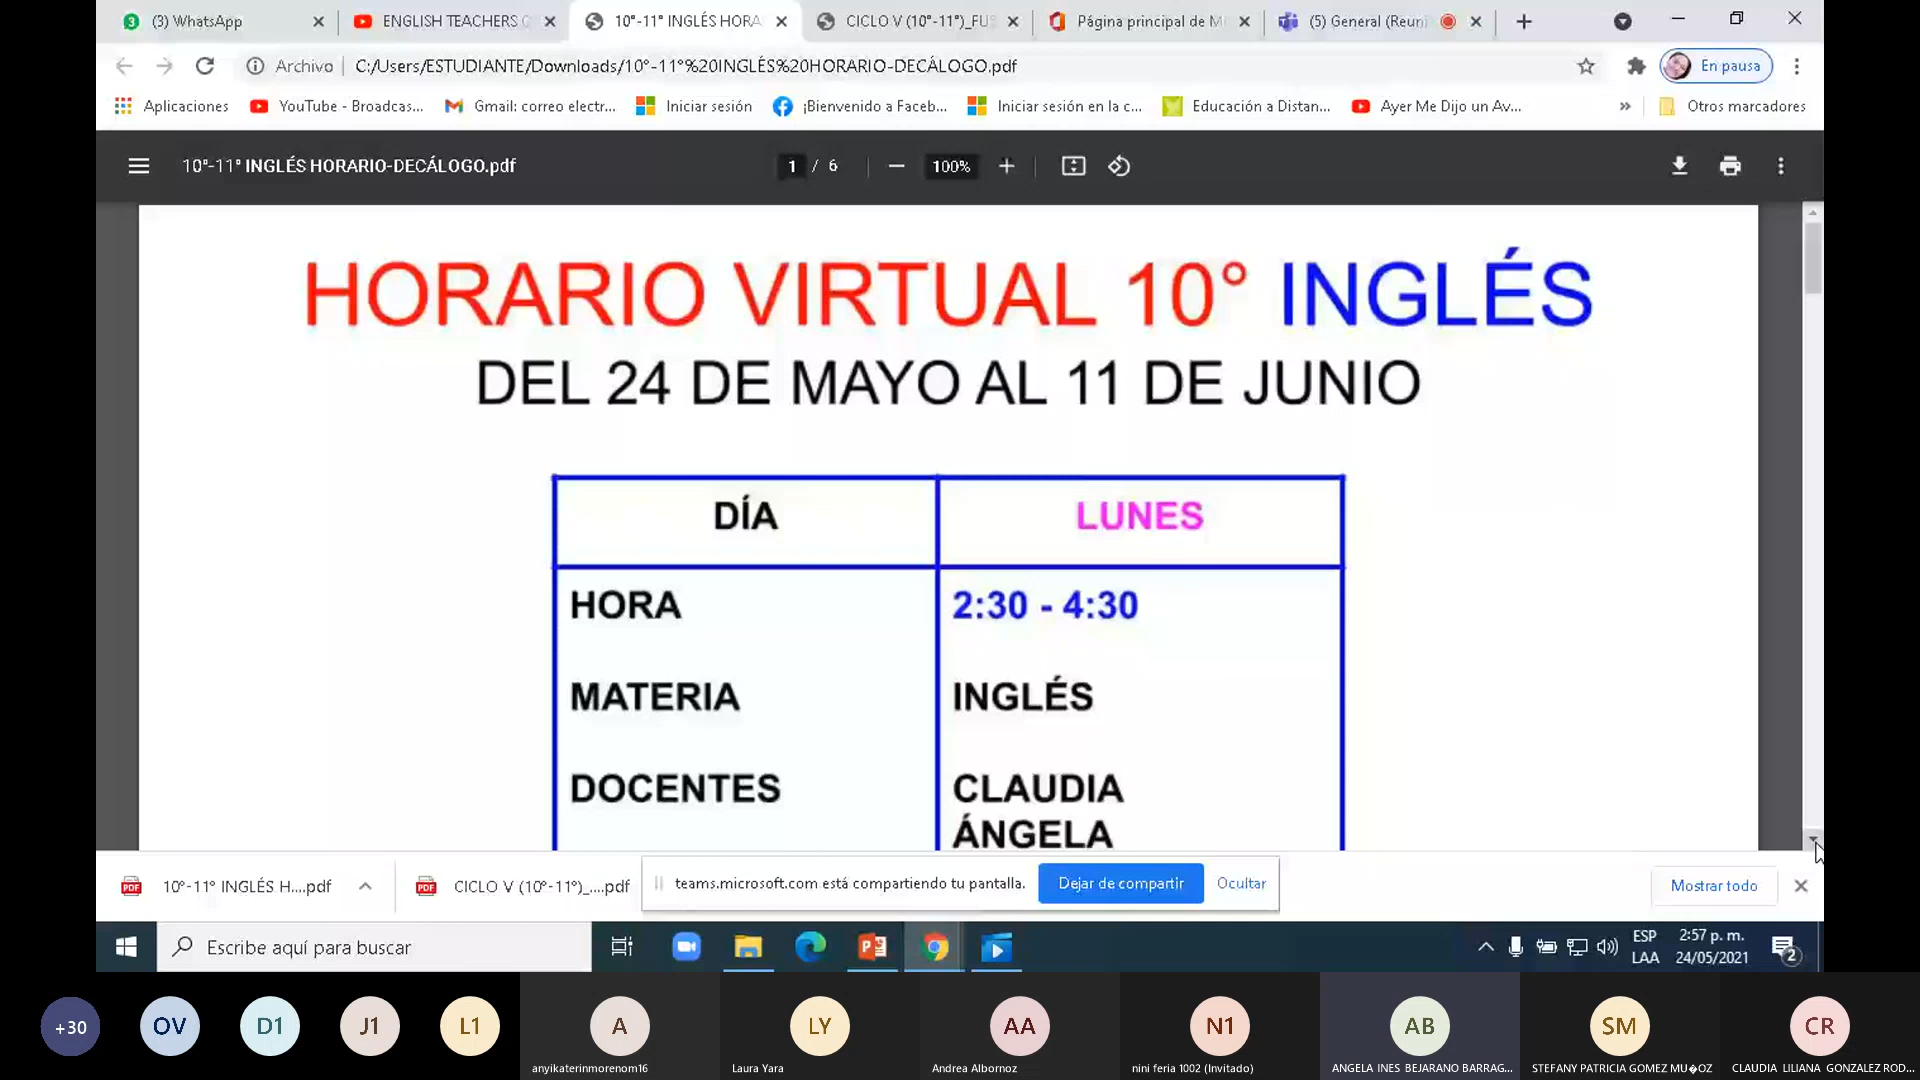 (3) WhatsApp
ENGLISH TEACHERS
10°-11° INGLÉS HORA
CICLO V (10°-11°)_FU
Página principal de M
(5) General (Reuni
Archivo C:/Users/ESTUDIANTE/Downloads/10°-11°%20INGLÉS%20HORARIO-DECÁLOGO.pdf
En pausa
Aplicaciones
YouTube - Broadcas...
Gmail: correo electr...
Iniciar sesión
¡Bienvenido a Faceb...
Iniciar sesión en la c...
Educación a Distan...
Ayer Me Dijo un Av...
»
Otros marcadores
10°-11° INGLÉS HORARIO-DECÁLOGO.pdf
1 / 6
100%
HORARIO VIRTUAL 10° INGLÉS
DEL 24 DE MAYO AL 11 DE JUNIO
DÍA LUNES
HORA 2:30 - 4:30
MATERIA INGLÉS
DOCENTES CLAUDIA
ÁNGELA
10°-11° INGLÉS H....pdf
CICLO V (10°-11°)_....pdf
teams.microsoft.com está compartiendo tu pantalla.
Dejar de compartir
Ocultar
Mostrar todo
Escribe aquí para buscar
ESP
LAA
2:57 p. m.
24/05/2021
2
+30
OV
D1
J1
L1
A
LY
AA
N1
AB
SM
CR
anyikaterinmorenom16
Laura Yara
Andrea Albornoz
nini feria 1002 (Invitado)
ANGELA INES BEJARANO BARRAG...
STEFANY PATRICIA GOMEZ MU�OZ
CLAUDIA LILIANA GONZALEZ ROD...